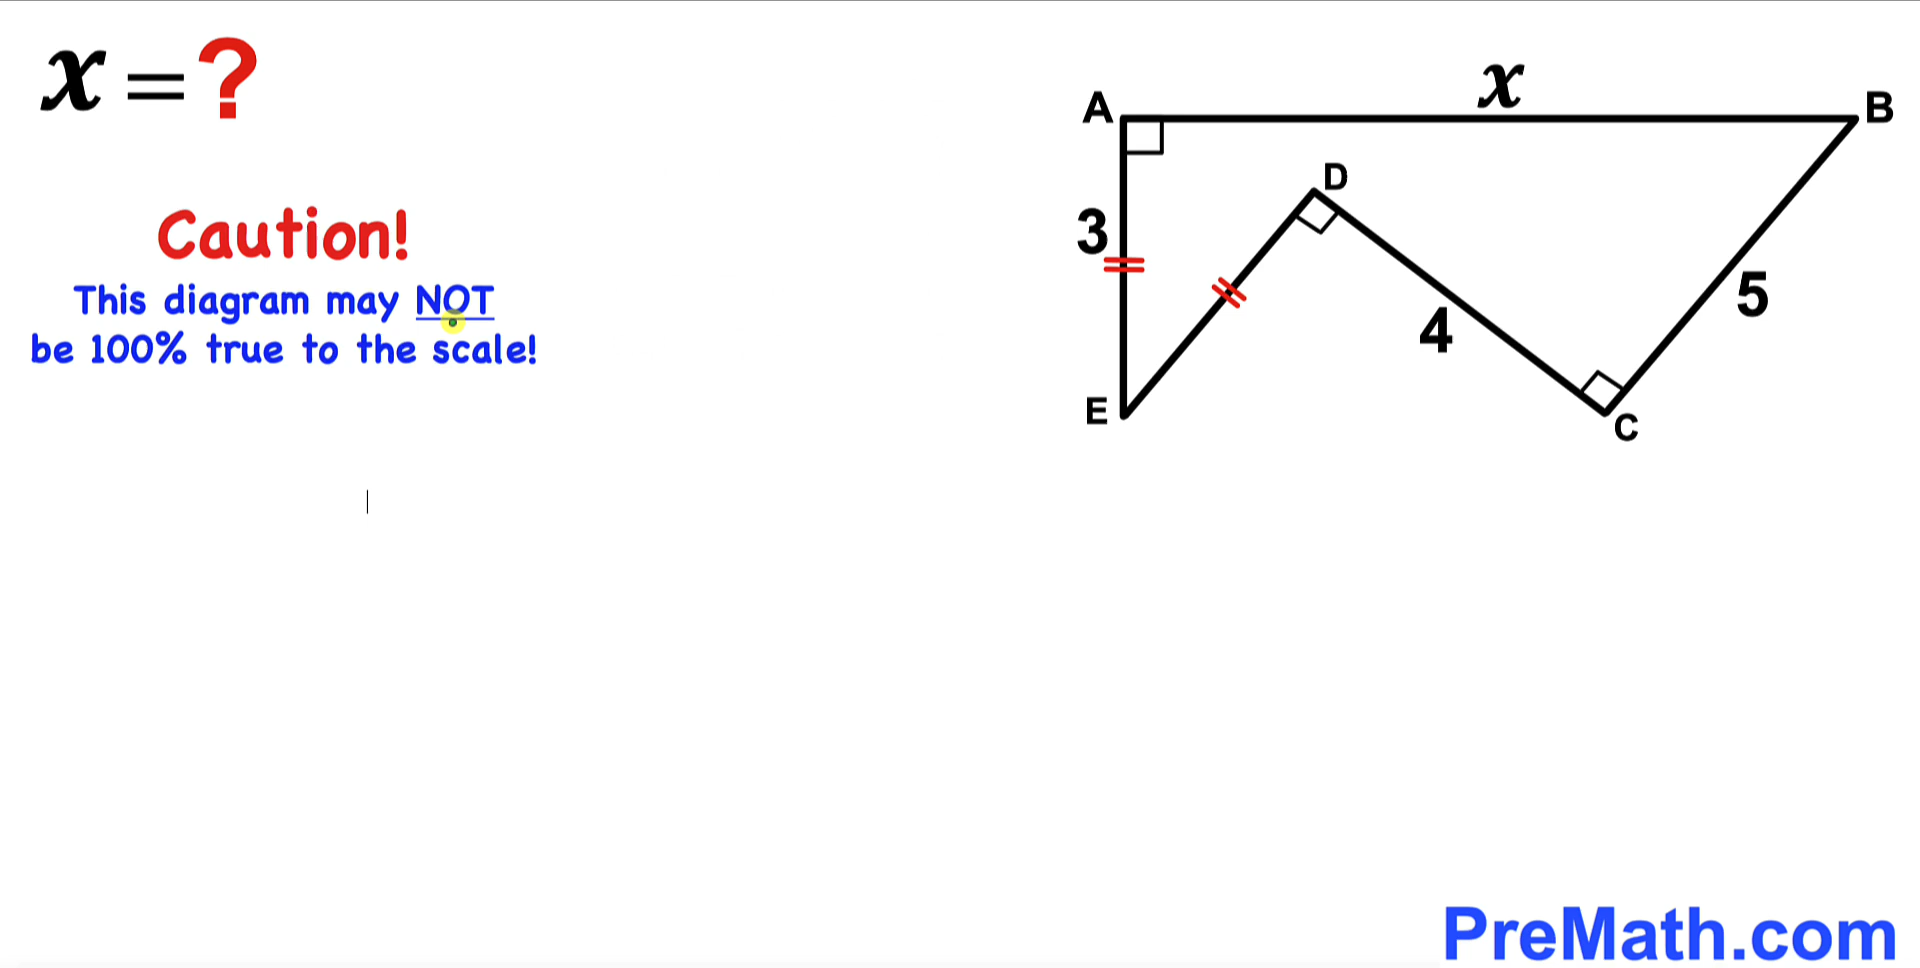 x = ?
Caution!
This diagram may NOT
be 100% true to the scale!
x
A
B
D
3
5
4
E
C
PreMath.com